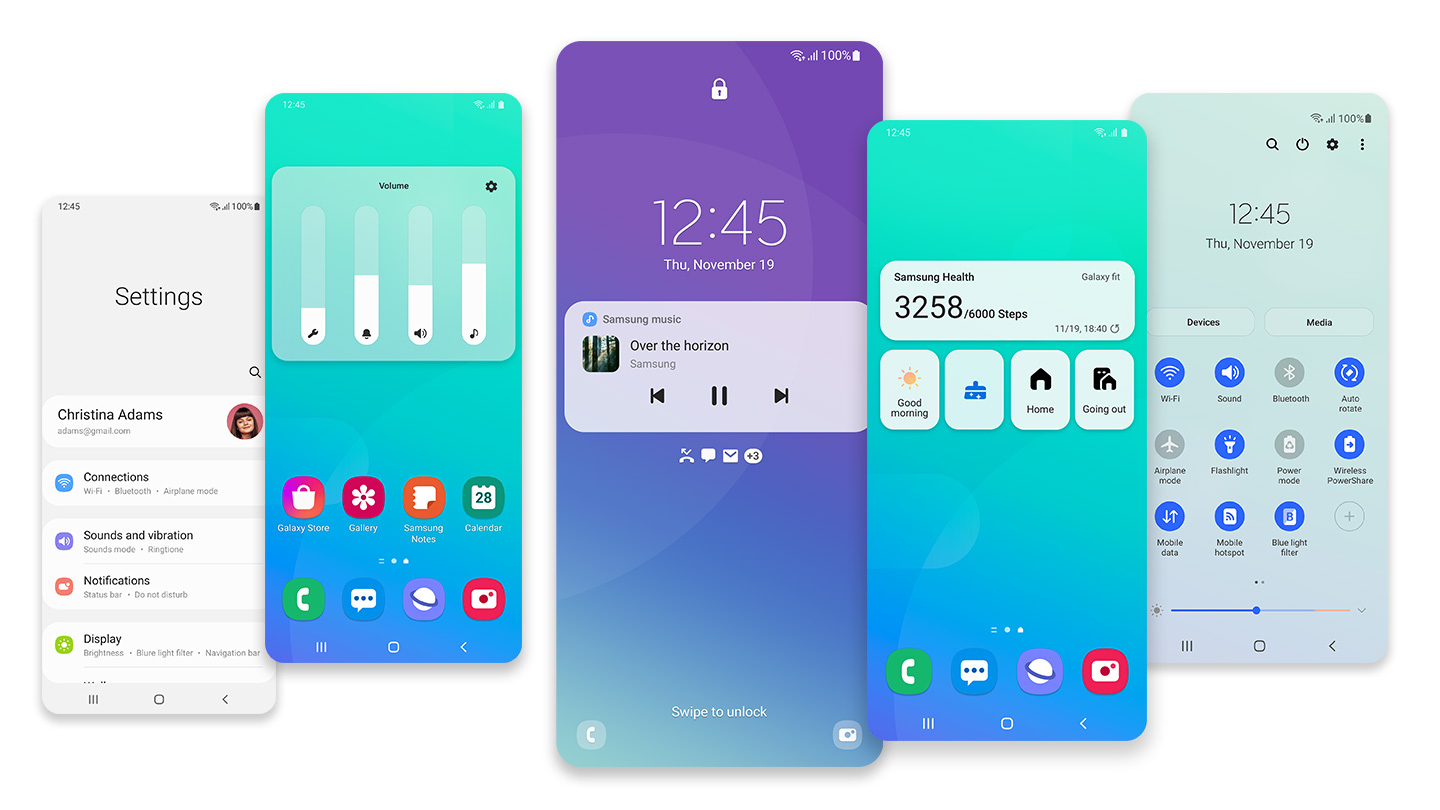 12:45
100%
Settings
Christina Adams
adams@gmail.com
Connections
Wi-Fi • Bluetooth • Airplane mode
Sounds and vibration
Sounds mode • Ringtone
Notifications
Status bar • Do not disturb
Display
Brightness • Blure light filter • Navigation bar
12:45
Volume
Galaxy Store
Gallery
Samsung
Notes
28
Calendar
100%
12:45
Thu, November 19
Samsung music
Over the horizon
Samsung
+3
Swipe to unlock
12:45
Samsung Health
Galaxy fit
3258/6000 Steps
11/19, 18:40
Good
morning
Home
Going out
100%
12:45
Thu, November 19
Devices
Media
Wi-Fi
Sound
Bluetooth
Auto
rotate
Airplane
mode
Flashlight
Power
mode
Wireless
PowerShare
Mobile
data
Mobile
hotspot
B
Blue light
filter